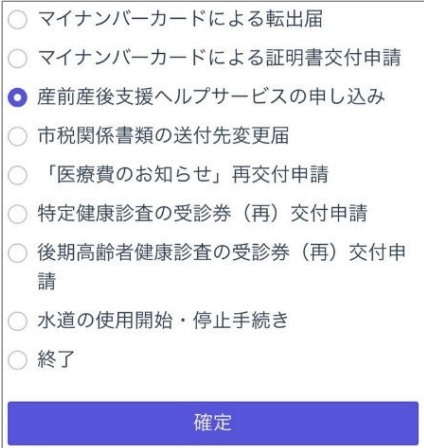 マイナンバーカードによる転出届
マイナンバーカードによる証明書交付申請
産前産後支援ヘルプサービスの申し込み
市税関係書類の送付先変更届
「医療費のお知らせ」再交付申請
特定健康診査の受診券（再）交付申請
後期高齢者健康診査の受診券（再）交付申
請
水道の使用開始・停止手続き
終了
確定